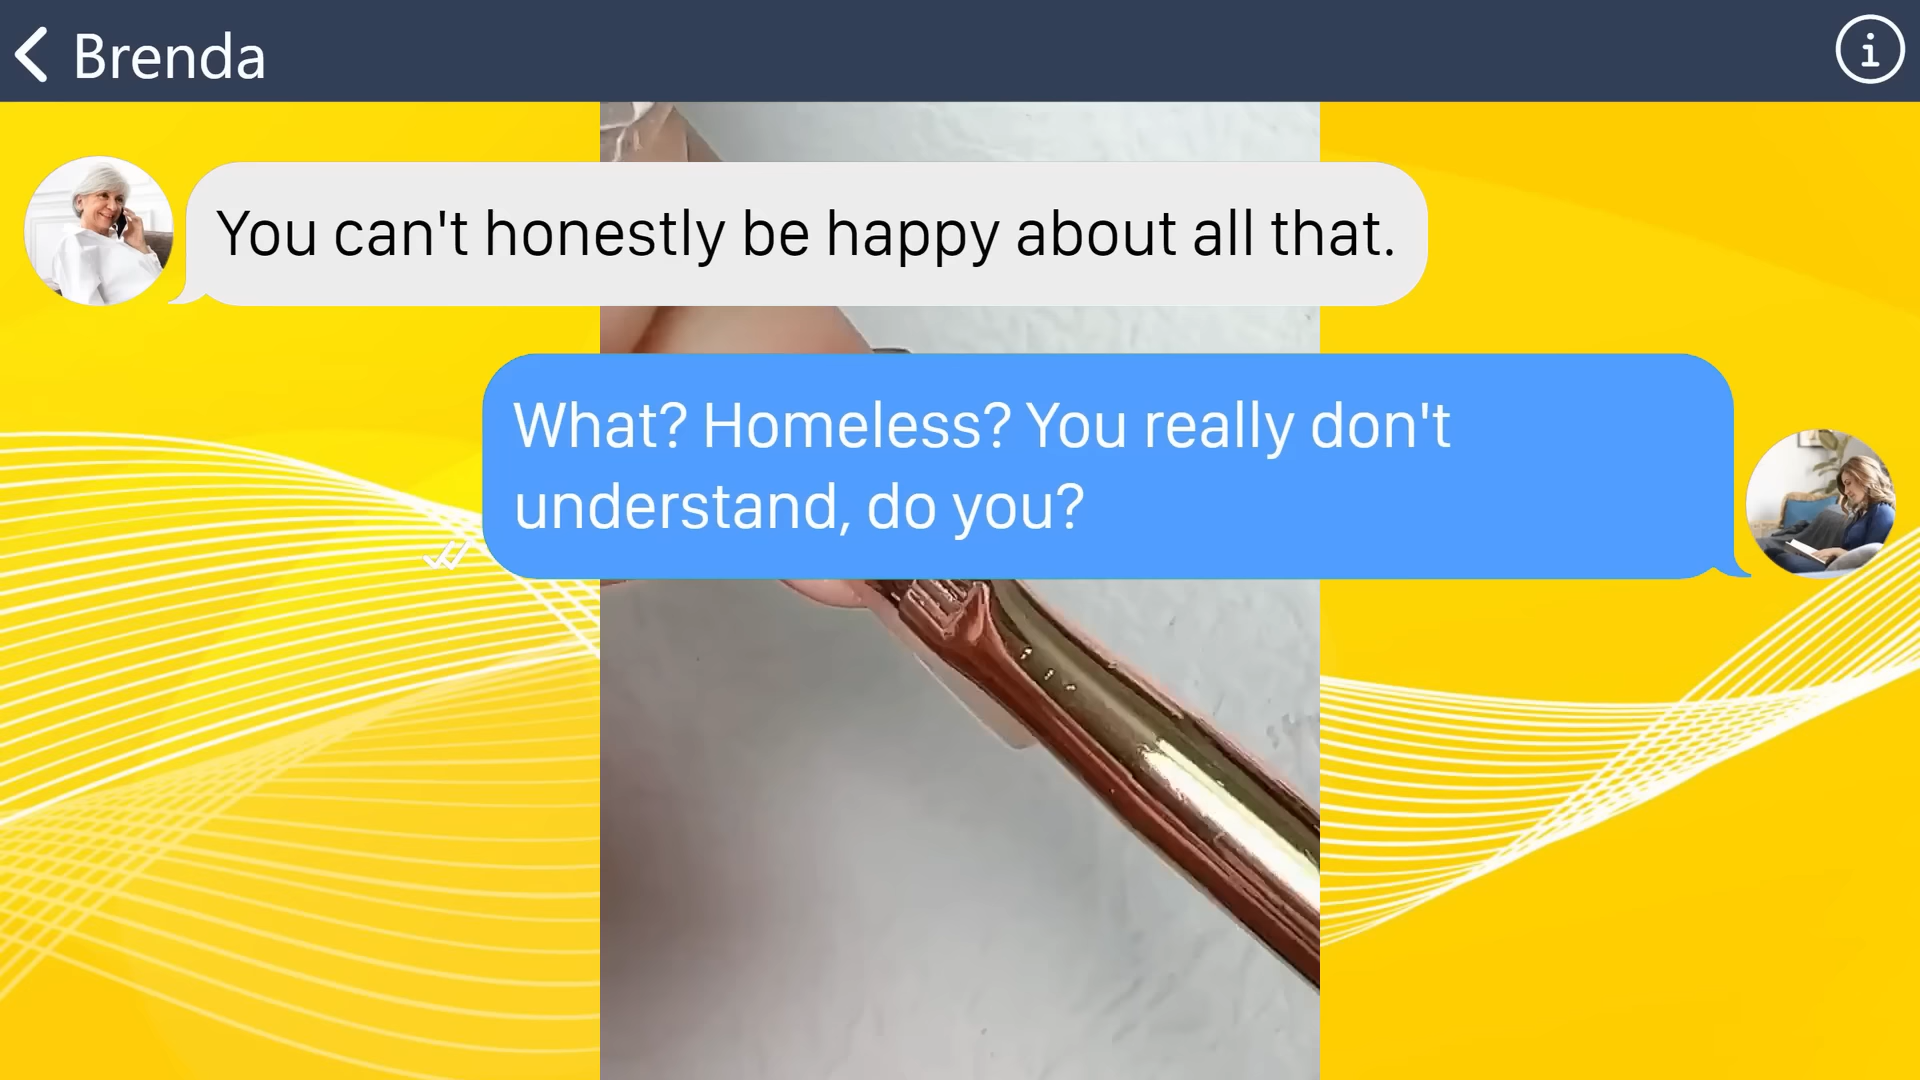 Brenda
You can't honestly be happy about all that.
What? Homeless? You really don't
understand, do you?